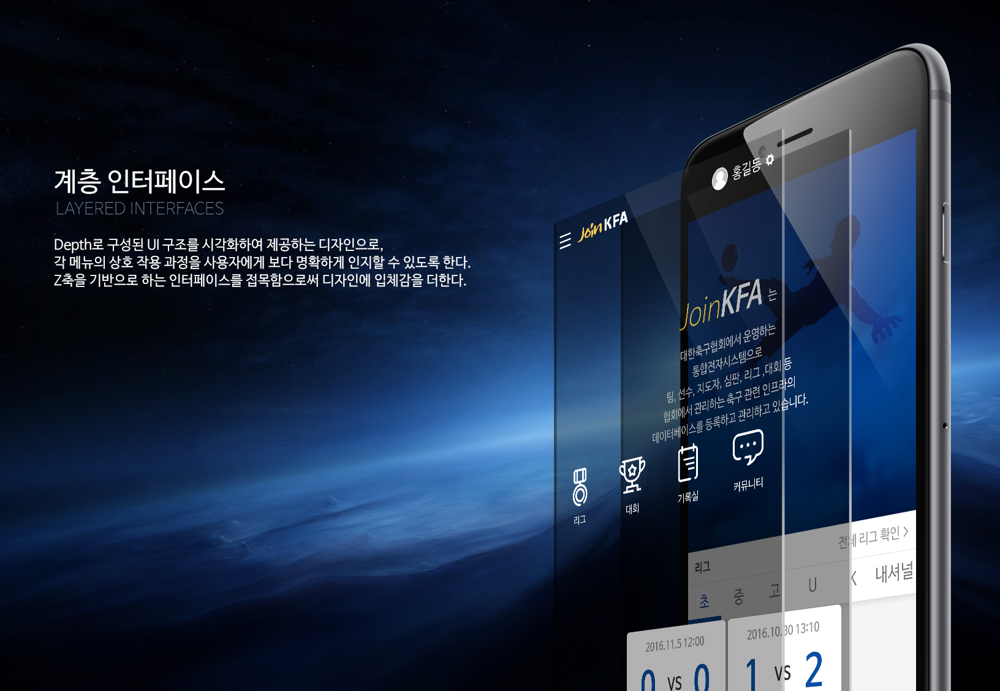 계층 인터페이스
LAYERED INTERFACES
Depth로 구성된 UI 구조를 시각화하여 제공하는 디자인으로,
각 메뉴의 상호 작용 과정을 사용자에게 보다 명확하게 인지할 수 있도록 한다.
Z축을 기반으로 하는 인터페이스를 접목함으로써 디자인에 입체감을 더한다.
홍길동
Join KFA
JoinKFA 는
대한축구협회에서 운영하는
통합전자시스템으로
팀, 선수, 지도자, 심판, 리그 ,대회 등
협회에서 관리하는 축구 관련 인프라의
데이터베이스를 등록하고 관리하고 있습니다.
리그 대회 기록실 커뮤니티
리그 전체 리그 확인 >
초 중 고 U K 내셔널
2016.11.5 12:00
0 VS 0
2016.10.30 13:10
1 VS 2